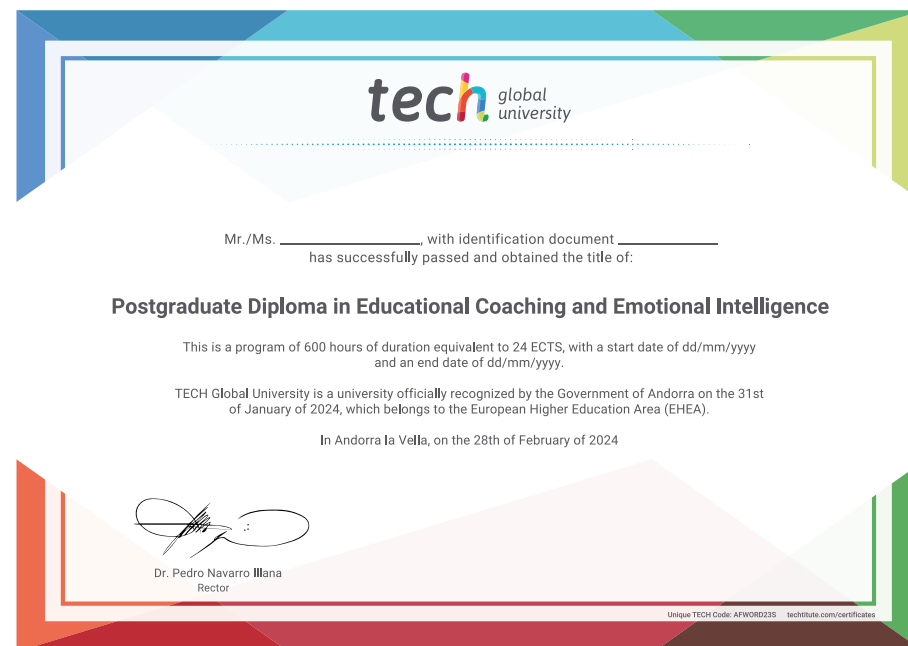 tech global university
Mr./Ms. ____________________, with identification document ______________
has successfully passed and obtained the title of:
Postgraduate Diploma in Educational Coaching and Emotional Intelligence
This is a program of 600 hours of duration equivalent to 24 ECTS, with a start date of dd/mm/yyyy
and an end date of dd/mm/yyyy.
TECH Global University is a university officially recognized by the Government of Andorra on the 31st
of January of 2024, which belongs to the European Higher Education Area (EHEA).
In Andorra la Vella, on the 28th of February of 2024
Dr. Pedro Navarro Illana
Rector
Unique TECH Code: AFWORD23S techtitute.com/certificates